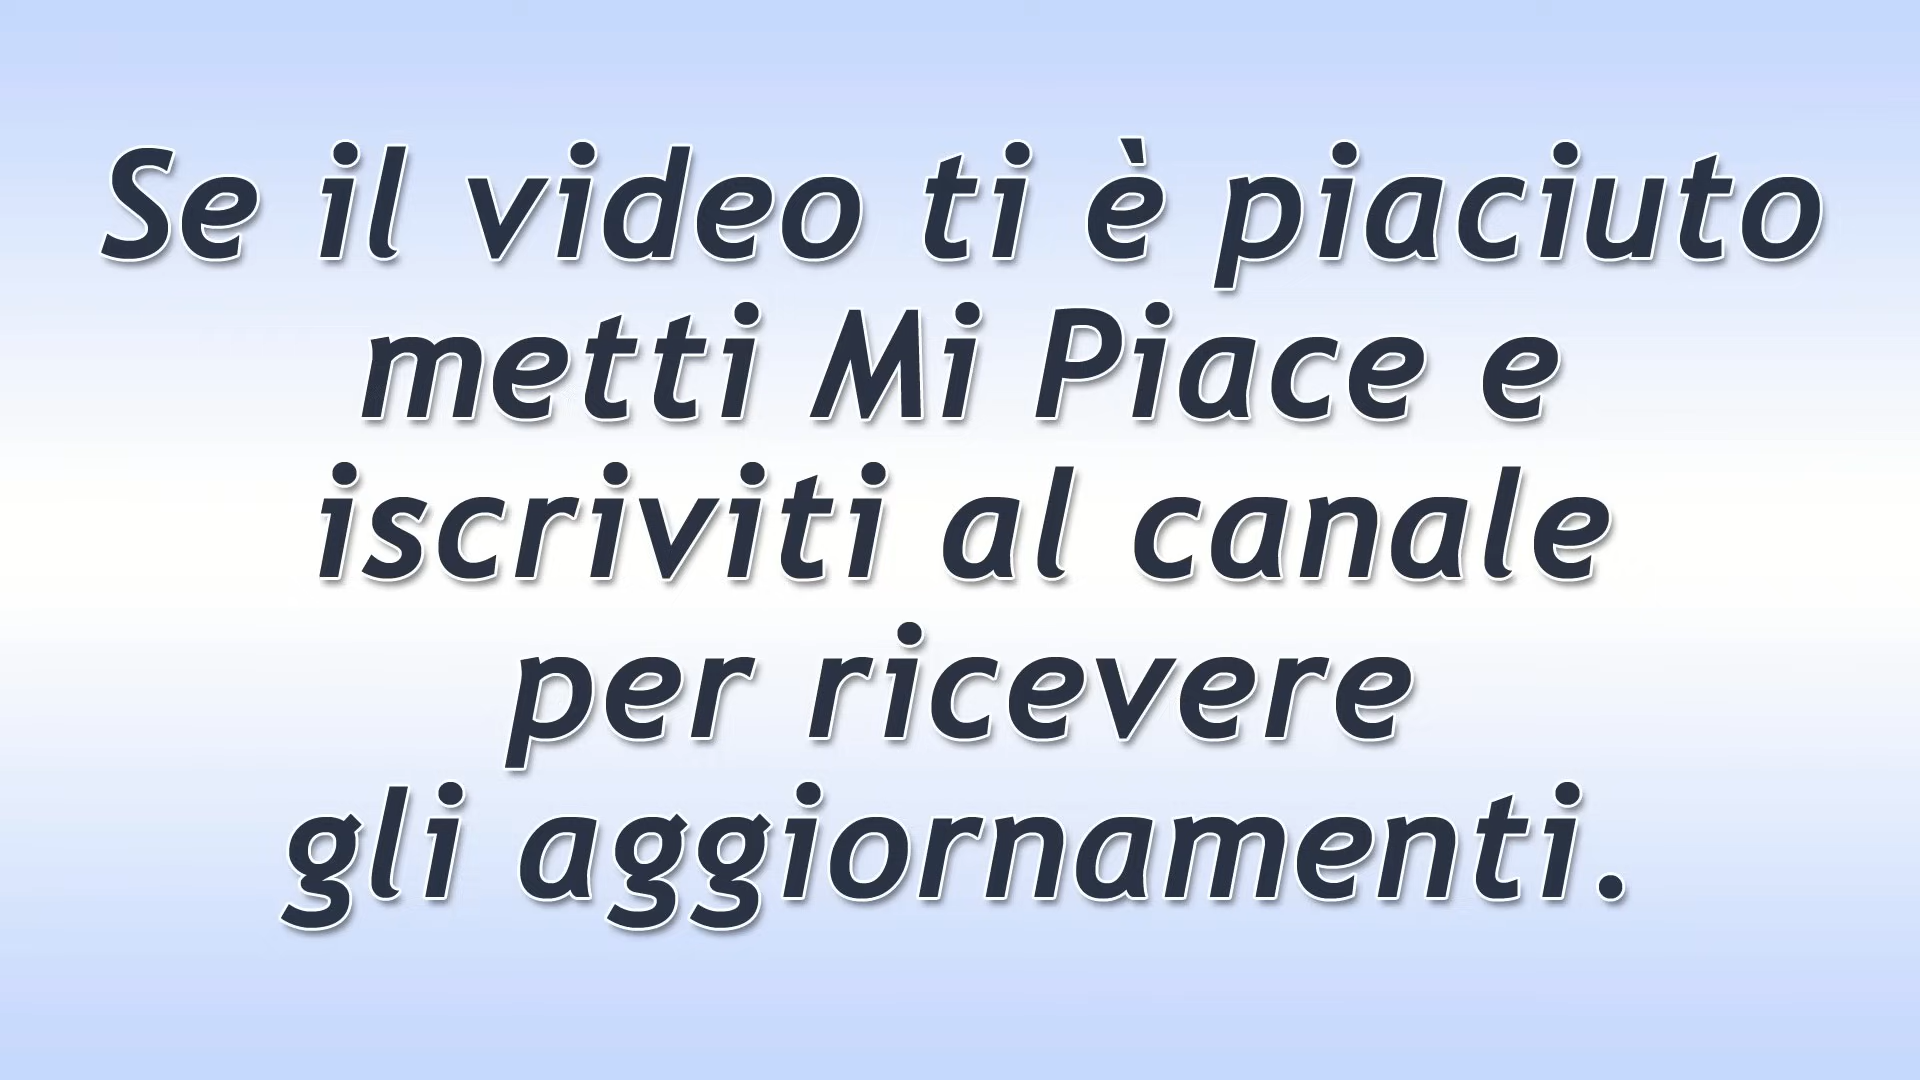 Se il video ti è piaciuto
metti Mi Piace e
iscriviti al canale
per ricevere
gli aggiornamenti.